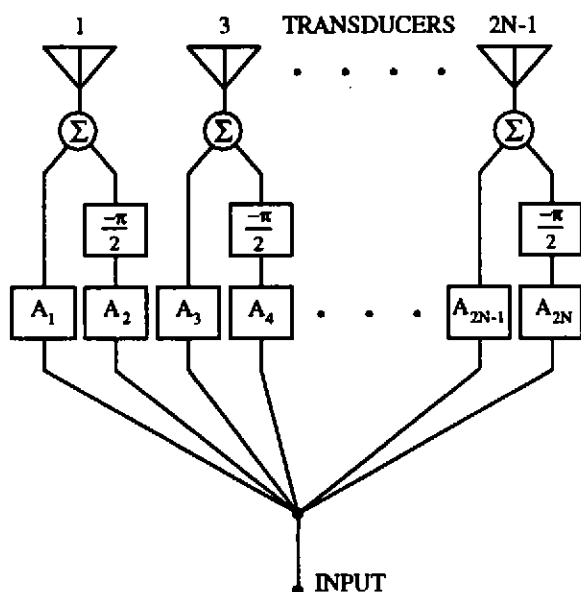 1 3 TRANSDUCERS 2N-1
Σ Σ Σ
-π/2 -π/2 -π/2
A1 A2 A3 A4 A2N-1 A2N
INPUT